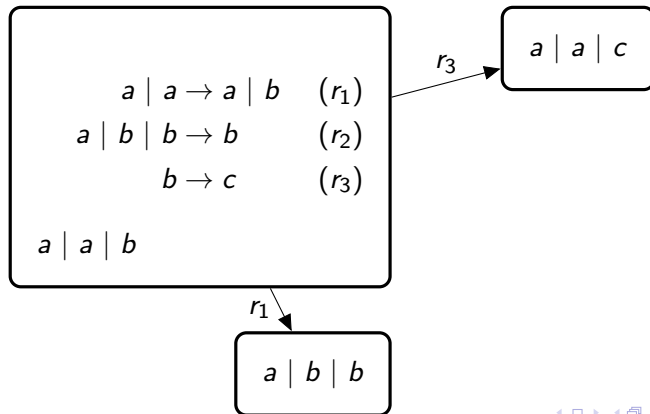 a | a → a | b (r1)
a | b | b → b (r2)
b → c (r3)
a | a | b
r3
a | a | c
r1
a | b | b